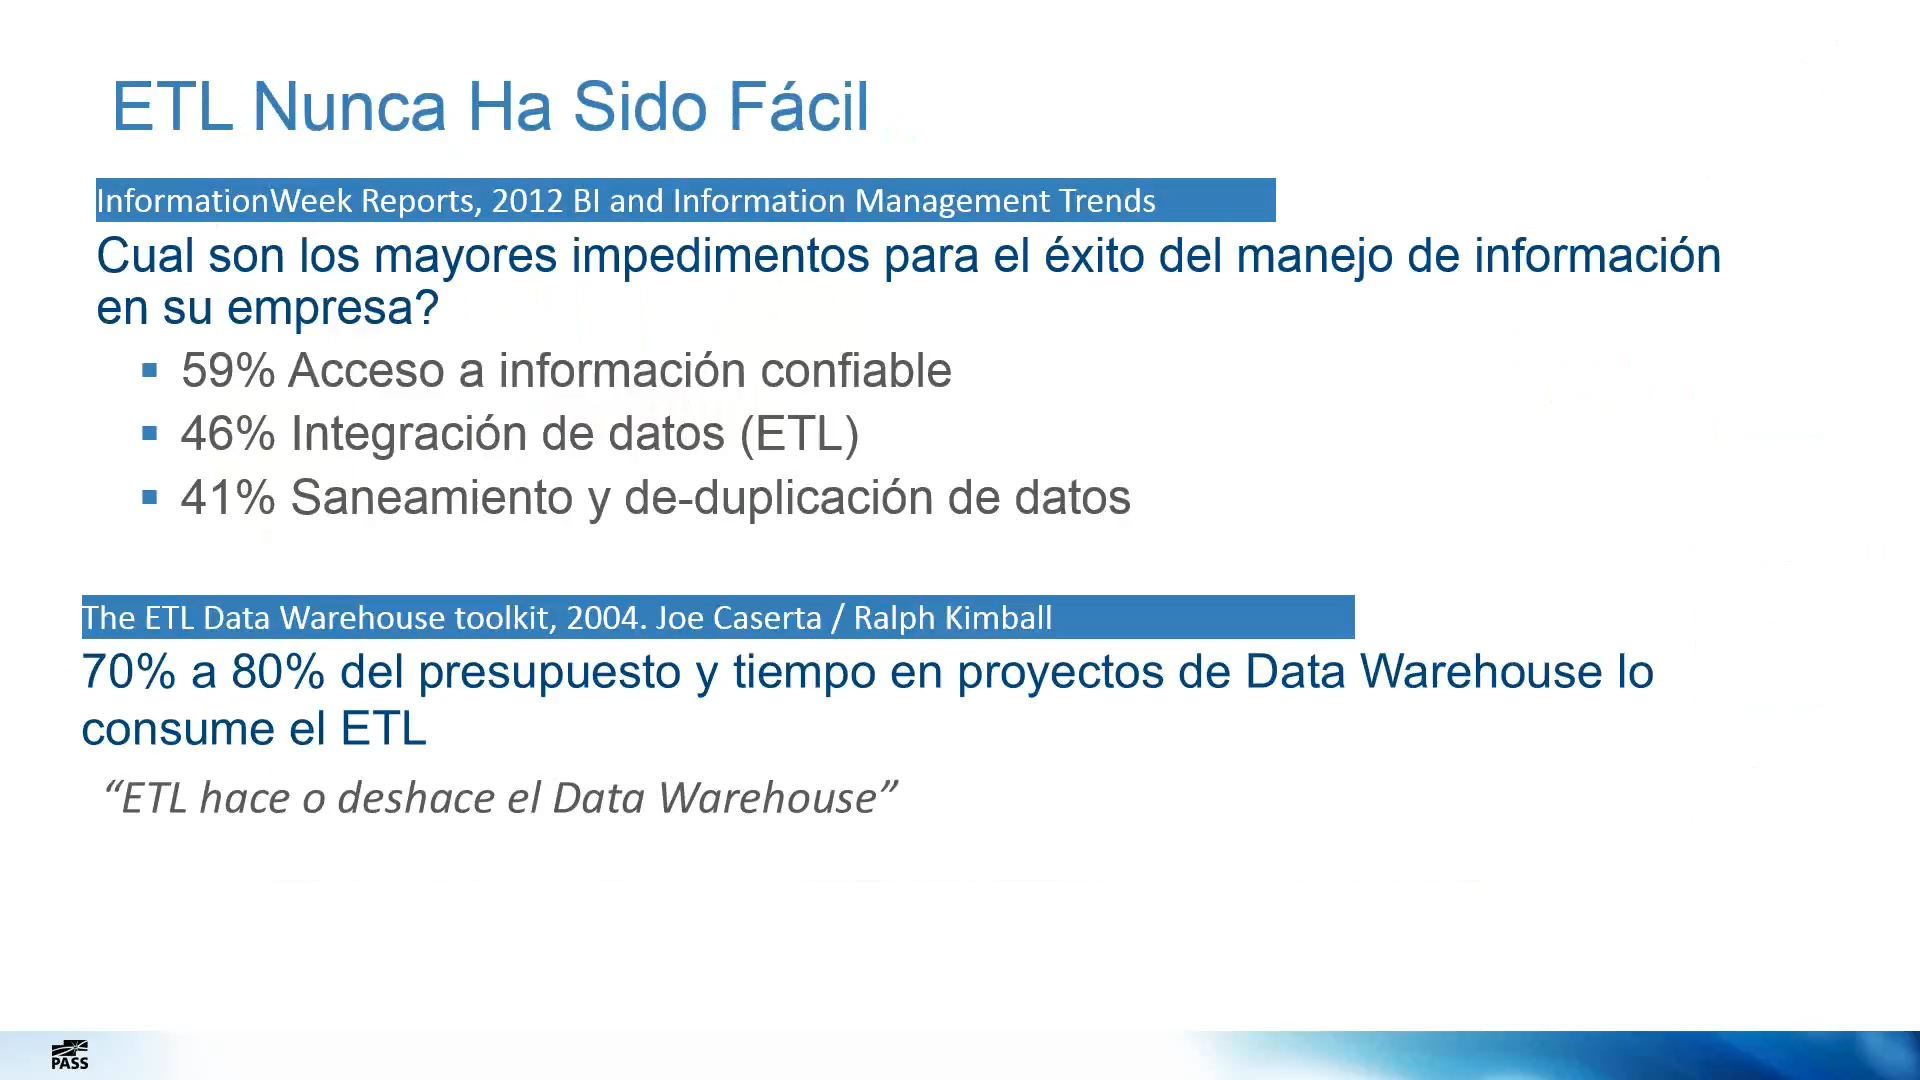 ETL Nunca Ha Sido Fácil
InformationWeek Reports, 2012 BI and Information Management Trends
Cual son los mayores impedimentos para el éxito del manejo de información
en su empresa?
▪ 59% Acceso a información confiable
▪ 46% Integración de datos (ETL)
▪ 41% Saneamiento y de-duplicación de datos
The ETL Data Warehouse toolkit, 2004. Joe Caserta / Ralph Kimball
70% a 80% del presupuesto y tiempo en proyectos de Data Warehouse lo
consume el ETL
“ETL hace o deshace el Data Warehouse”
PASS